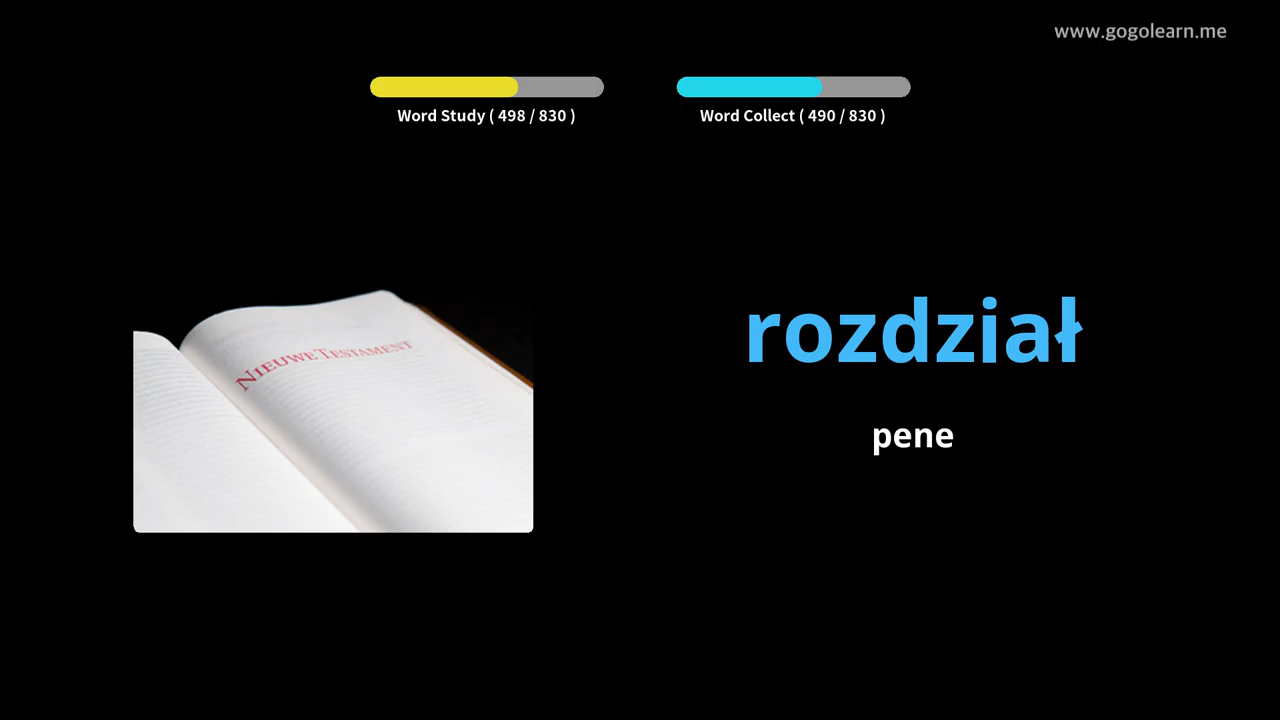 www.gogolearn.me
Word Study ( 498 / 830 )
Word Collect ( 490 / 830 )
NIEUWE TESTAMENT
rozdział
pene